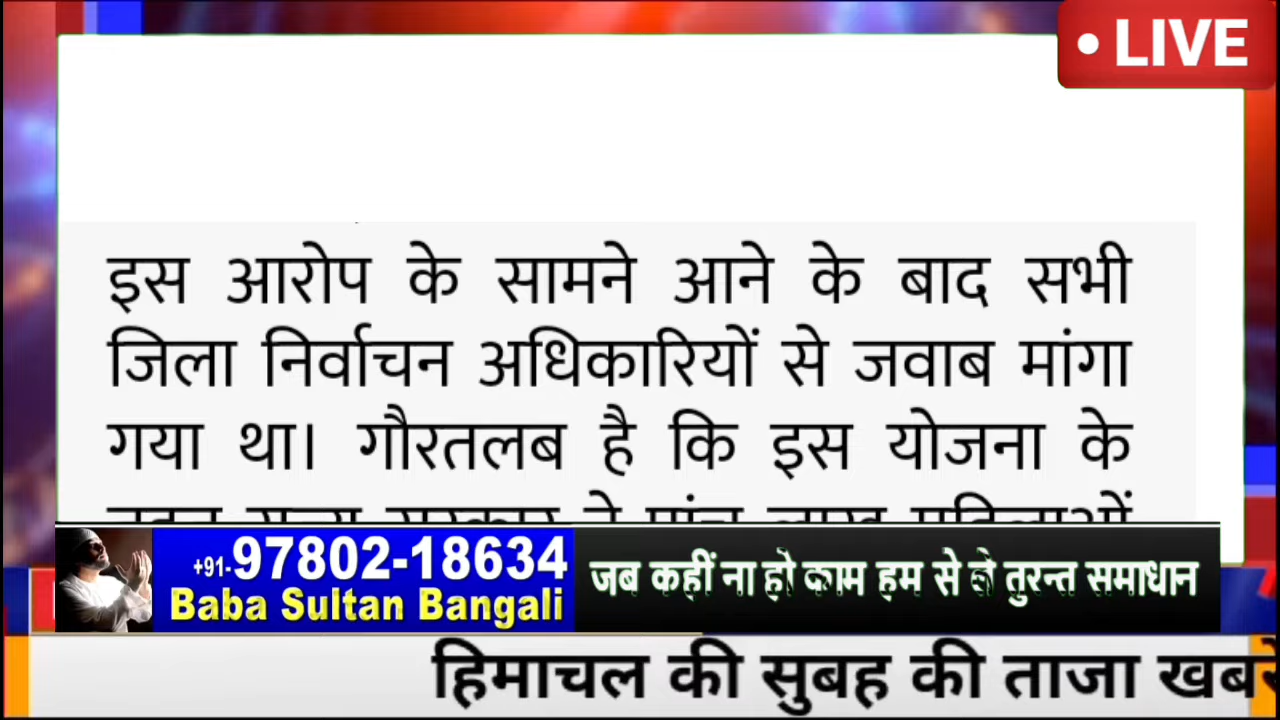 • LIVE
इस आरोप के सामने आने के बाद सभी
जिला निर्वाचन अधिकारियों से जवाब मांगा
गया था। गौरतलब है कि इस योजना के
+91-97802-18634
Baba Sultan Bangali
जब कहीं ना हो काम हम से लो तुरन्त समाधान
हिमाचल की सुबह की ताजा खबरें